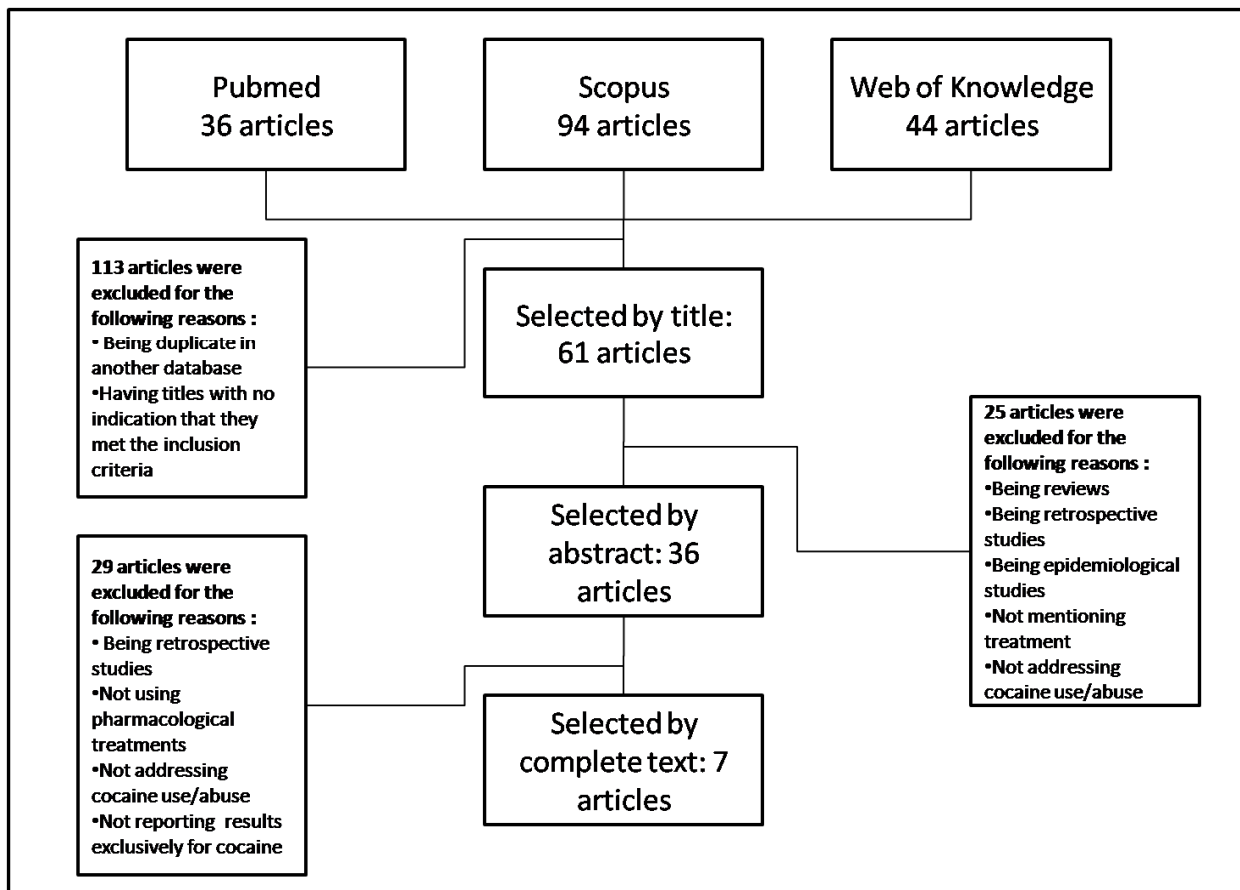 Pubmed
36 articles
Scopus
94 articles
Web of Knowledge
44 articles
113 articles were
excluded for the
following reasons :
• Being duplicate in
another database
•Having titles with no
indication that they
met the inclusion
criteria
Selected by title:
61 articles
25 articles were
excluded for the
following reasons :
•Being reviews
•Being retrospective
studies
•Being epidemiological
studies
•Not mentioning
treatment
•Not addressing
cocaine use/abuse
Selected by
abstract: 36
articles
29 articles were
excluded for the
following reasons :
• Being retrospective
studies
•Not using
pharmacological
treatments
•Not addressing
cocaine use/abuse
•Not reporting results
exclusively for cocaine
Selected by
complete text: 7
articles